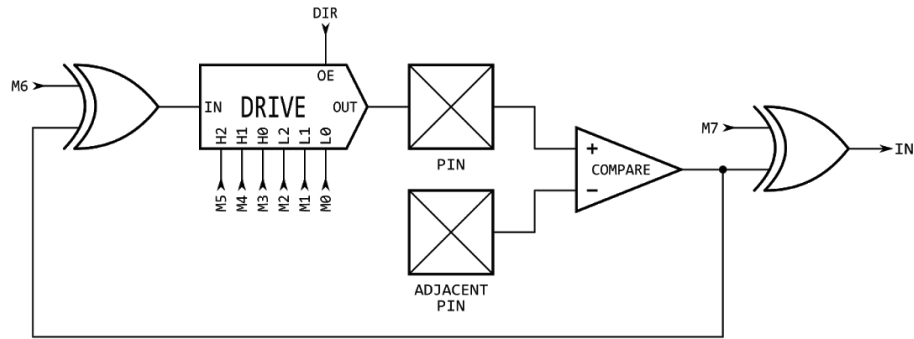 DIR
M6
OE
IN
DRIVE
OUT
H2
H1
H0
L2
L1
L0
M5
M4
M3
M2
M1
M0
PIN
ADJACENT
PIN
+
COMPARE
−
M7
IN